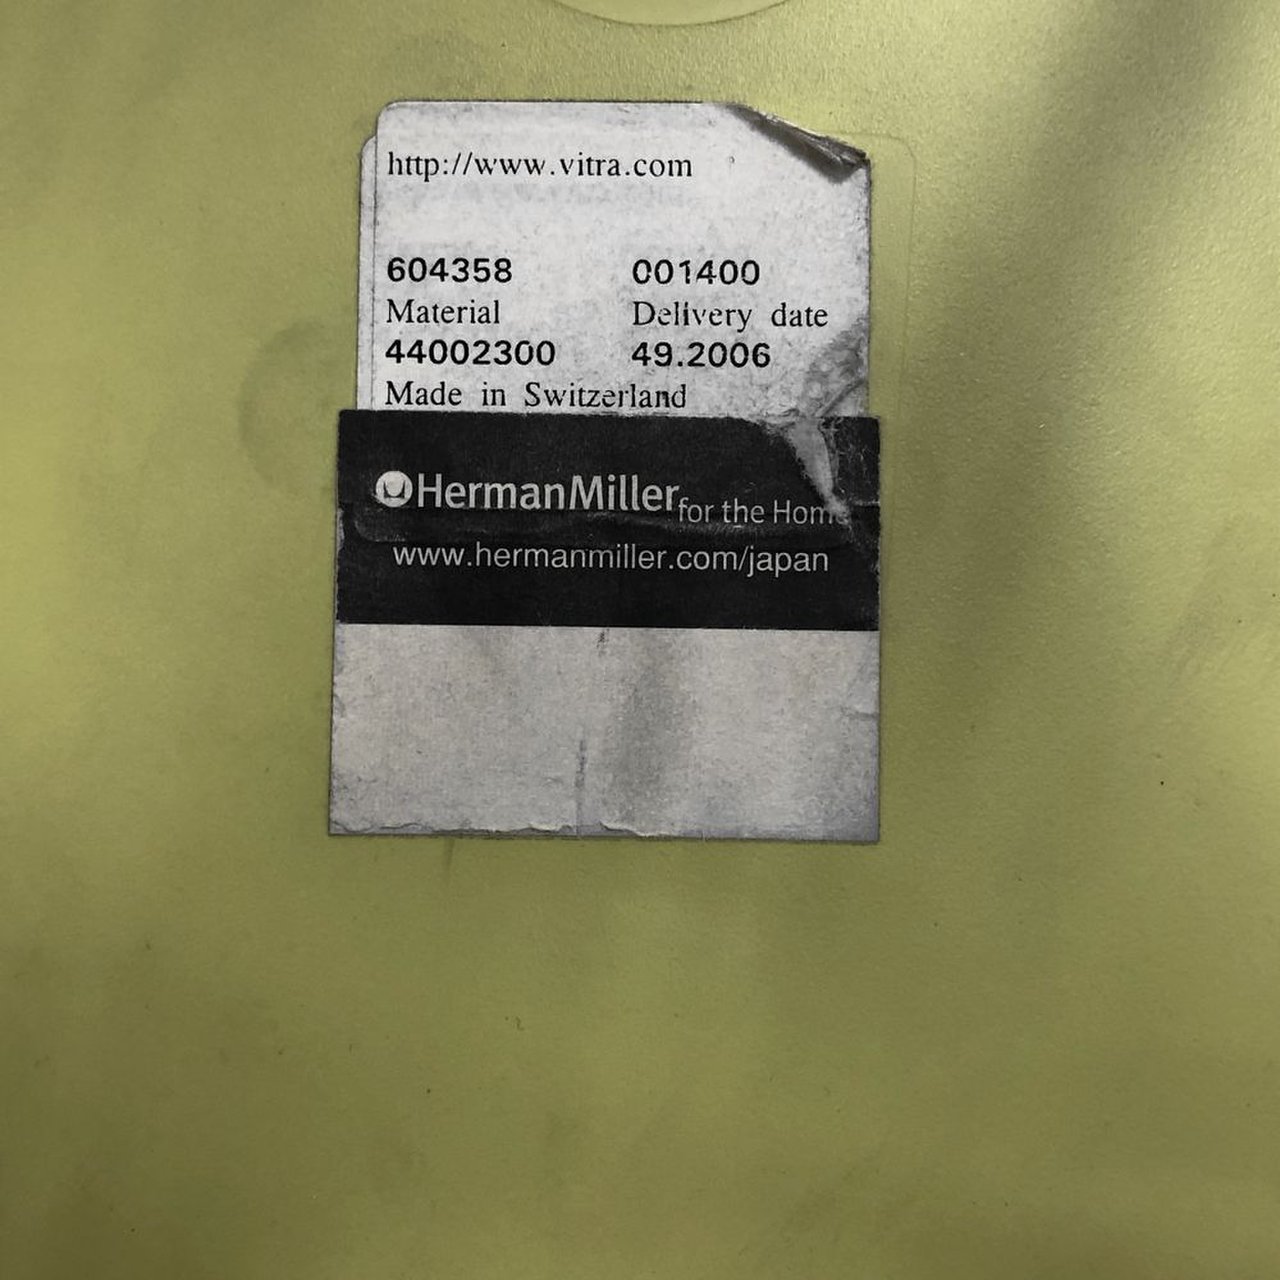 http://www.vitra.com
604358 001400
Material Delivery date
44002300 49.2006
Made in Switzerland
HermanMiller for the Home
www.hermanmiller.com/japan